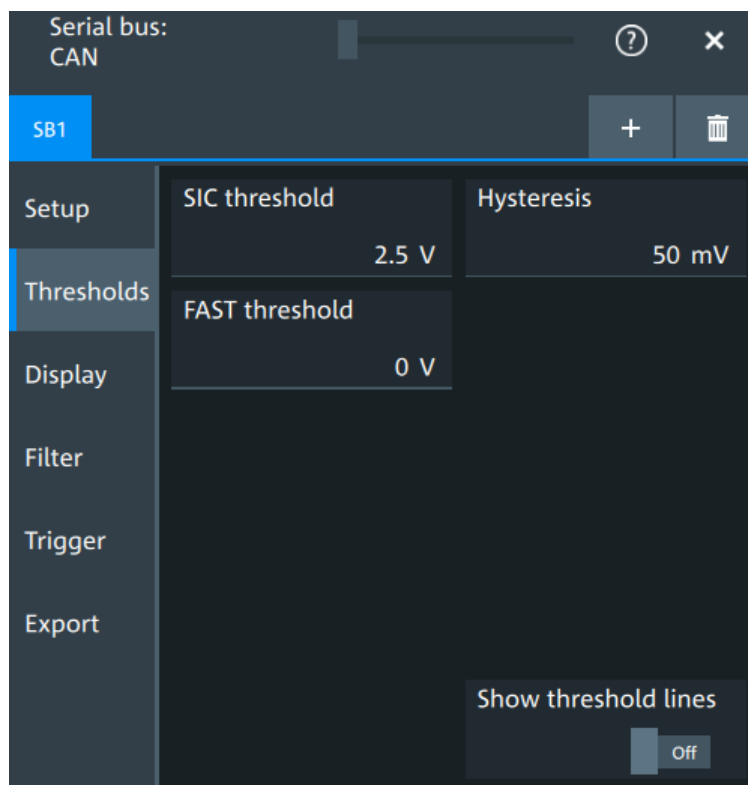 Serial bus:
CAN
?
SB1
+
Setup
SIC threshold
2.5 V
Hysteresis
50 mV
Thresholds
FAST threshold
0 V
Display
Filter
Trigger
Export
Show threshold lines
Off